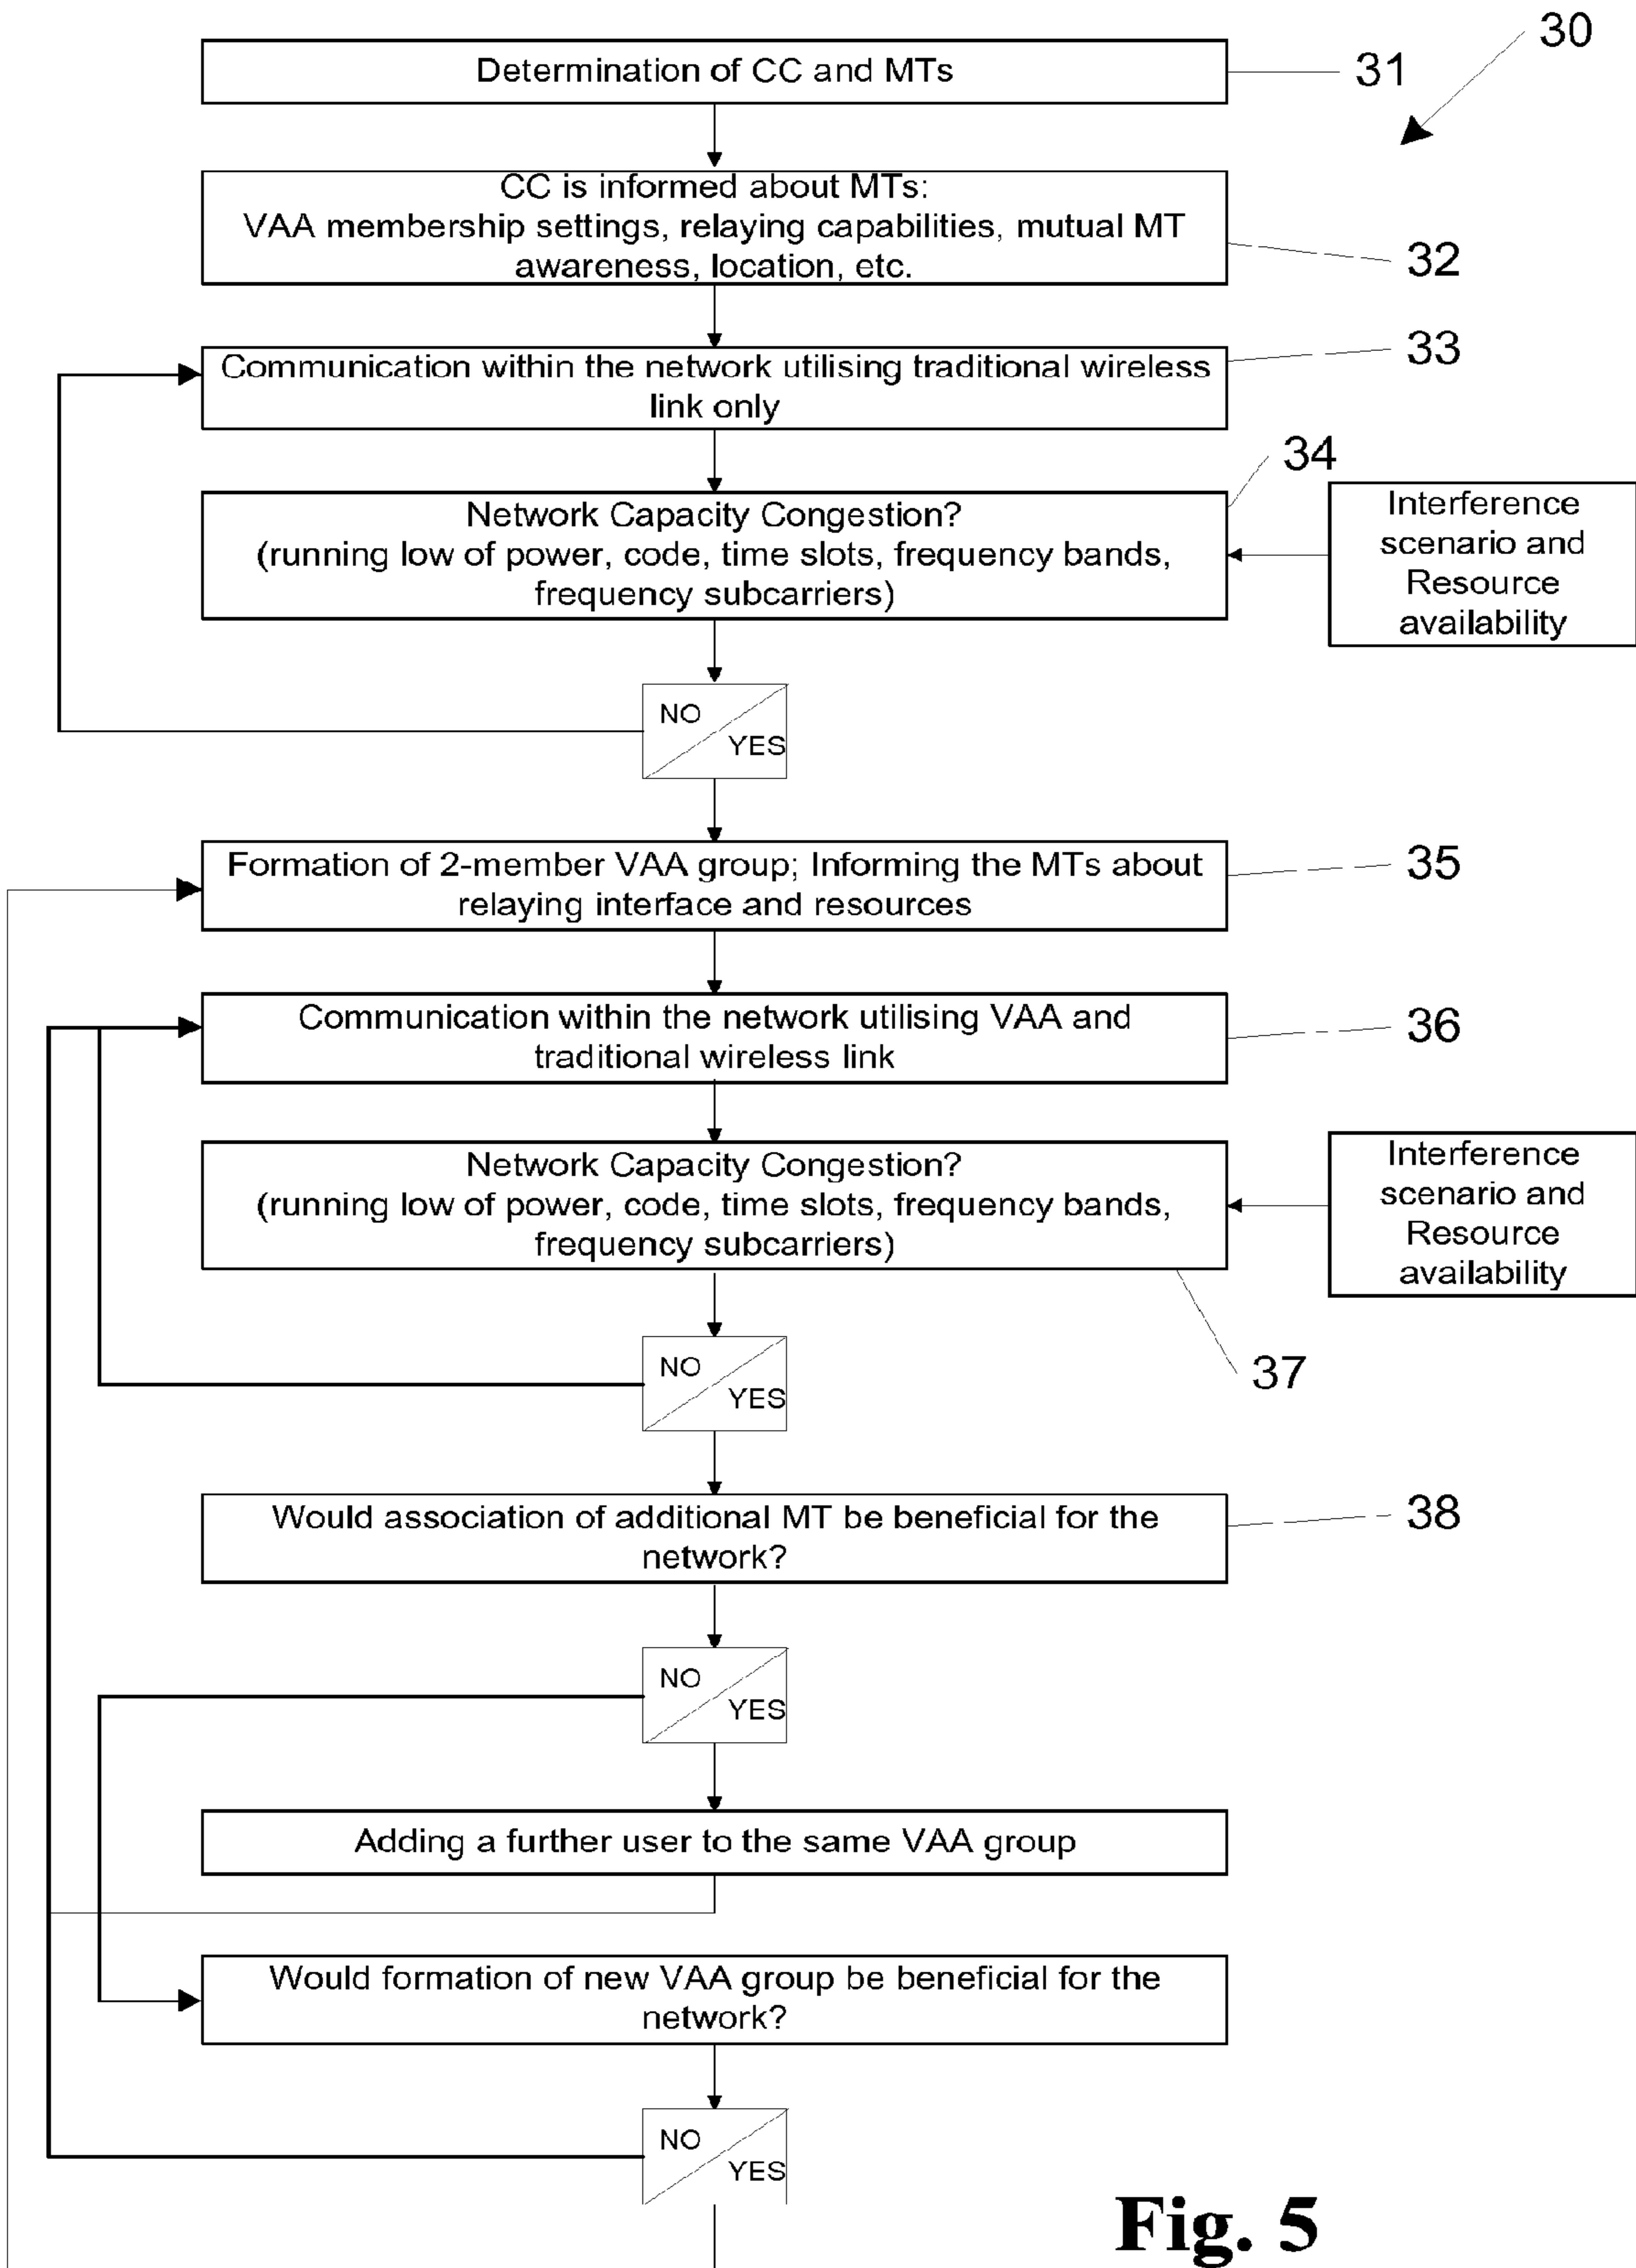 30
Determination of CC and MTs
31
CC is informed about MTs:
VAA membership settings, relaying capabilities, mutual MT
awareness, location, etc.
32
Communication within the network utilising traditional wireless
link only
33
34
Network Capacity Congestion?
(running low of power, code, time slots, frequency bands,
frequency subcarriers)
Interference
scenario and
Resource
availability
NO
YES
Formation of 2-member VAA group; Informing the MTs about
relaying interface and resources
35
Communication within the network utilising VAA and
traditional wireless link
36
Network Capacity Congestion?
(running low of power, code, time slots, frequency bands,
frequency subcarriers)
Interference
scenario and
Resource
availability
37
NO
YES
Would association of additional MT be beneficial for the
network?
38
NO
YES
Adding a further user to the same VAA group
Would formation of new VAA group be beneficial for the
network?
NO
YES
Fig. 5